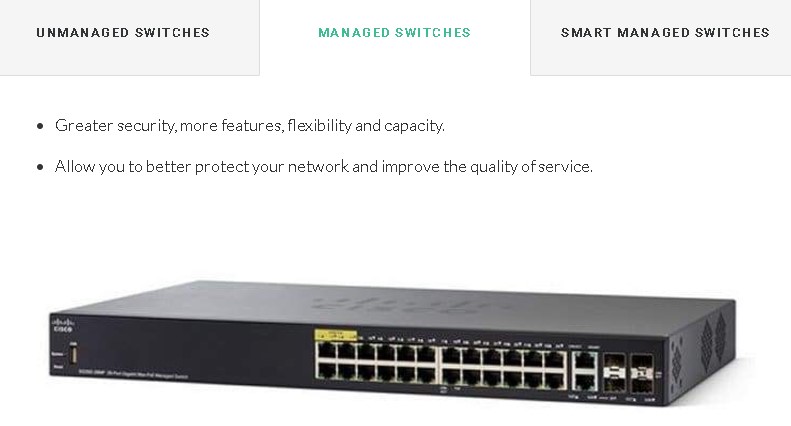 UNMANAGED SWITCHES
MANAGED SWITCHES
SMART MANAGED SWITCHES
Greater security, more features, flexibility and capacity.
Allow you to better protect your network and improve the quality of service.
CISCO
cisco